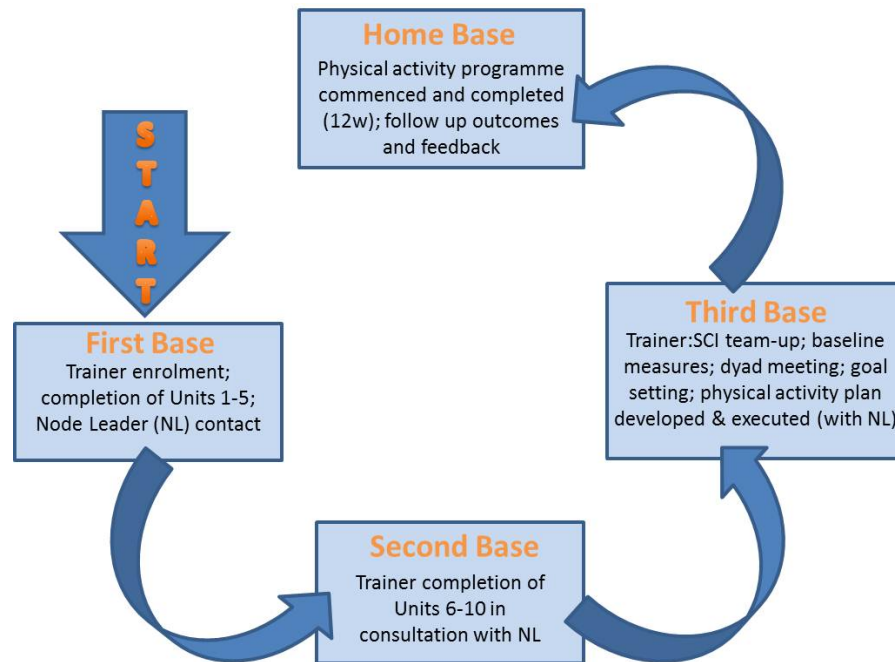 START
First Base
Trainer enrolment;
completion of Units 1-5;
Node Leader (NL) contact
Second Base
Trainer completion of
Units 6-10 in
consultation with NL
Third Base
Trainer:SCI team-up; baseline
measures; dyad meeting; goal
setting; physical activity plan
developed & executed (with NL)
Home Base
Physical activity programme
commenced and completed
(12w); follow up outcomes
and feedback